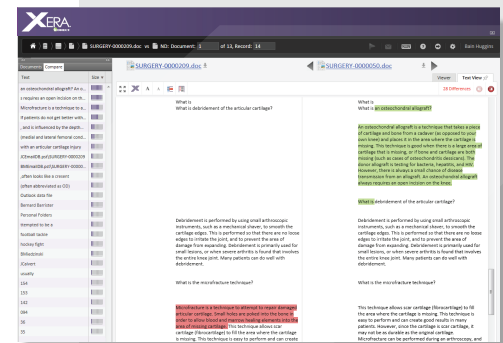 XERA
SURGERY-0000209.doc vs ND: Document: 1 of 13, Record: 14
Bain Huggins
Documents Compare
SURGERY-0000209.doc
SURGERY-0000050.doc
Viewer Text View
28 Differences
Text Size
an osteochondral allograft? An o...
s requires an open incision on th...
Microfracture is a technique to a...
If patients do not get better with...
, and is influenced by the depth...
(medial) and lateral femoral cond...
with an articular cartilage injury
often looks like a cresent
(often abbreviated as OS)
Outlook data file
Bernard Banister
Personal Folders
ttempted to be a
football tackle
hockey fight
usually
154
153
142
094
36
35
What is
What is debridement of the articular cartilage?
Debridement is performed by using small arthroscopic
instruments, such as a mechanical shaver, to smooth the
cartilage edges. This is performed so that there are no loose
edges to irritate the joint, and to prevent the area of
damage from expanding. Debridement is primarily used for
small lesions, or when severe arthritis is found that involves
the entire knee joint. Many patients do very well with
debridement.
What is the microfracture technique?
Microfracture is a technique to attempt to repair damaged
articular cartilage. Small holes are poked into the bone in
order to allow blood and marrow healing elements into the
area of missing cartilage. This technique allows scar
cartilage (Fibrocartilage) to fill the area where the cartilage
is missing. This technique is easy to perform and can create
What is
What is an osteochondral allograft?
An osteochondral allograft is a technique that takes a piece
of cartilage and bone from a cadaver (as opposed to your
own knee) and places it in the area where the cartilage is
missing. This technique is good when there is a large area of
cartilage that is missing, or if bone and cartilage are both
missing (such as cases of osteochondritis dessicans). The
donor allograft is testing for bacteria, hepatitis, and HIV.
However, there is always a small chance of disease
transmission from an allograft. An osteochondral allograft
always requires an open incision on the knee.
What is debridement of the articular cartilage?
Debridement is performed by using small arthroscopic
instruments, such as a mechanical shaver, to smooth the
cartilage edges. This is performed so that there are no loose
edges to irritate the joint, and to prevent the area of
damage from expanding. Debridement is primarily used for
small lesions, or when severe arthritis is found that involves
the entire knee joint. Many patients do very well with
debridement.
What is the microfracture technique?
This technique allows scar cartilage (fibrocartilage) to fill
the area where the cartilage is missing. This technique is
easy to perform and can create good results in many
patients. However, since the cartilage is scar cartilage, it
may not be as durable as the original cartilage.
Microfracture can be performed during an arthroscopy, and